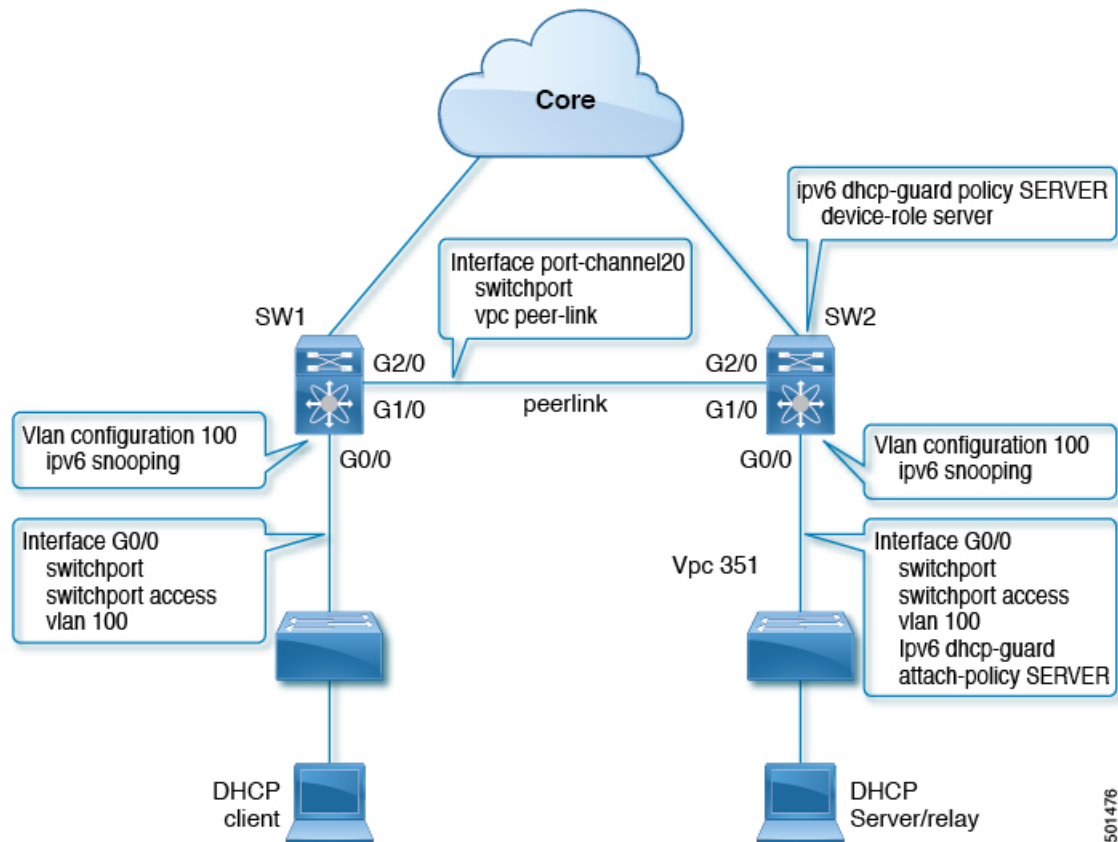 Core
ipv6 dhcp-guard policy SERVER
device-role server
Interface port-channel20
switchport
vpc peer-link
SW1
SW2
G2/0
G2/0
peerlink
G1/0
G1/0
Vlan configuration 100
ipv6 snooping
G0/0
G0/0
Vlan configuration 100
ipv6 snooping
Interface G0/0
switchport
switchport access
vlan 100
Vpc 351
Interface G0/0
switchport
switchport access
vlan 100
Ipv6 dhcp-guard
attach-policy SERVER
DHCP
client
DHCP
Server/relay
501476